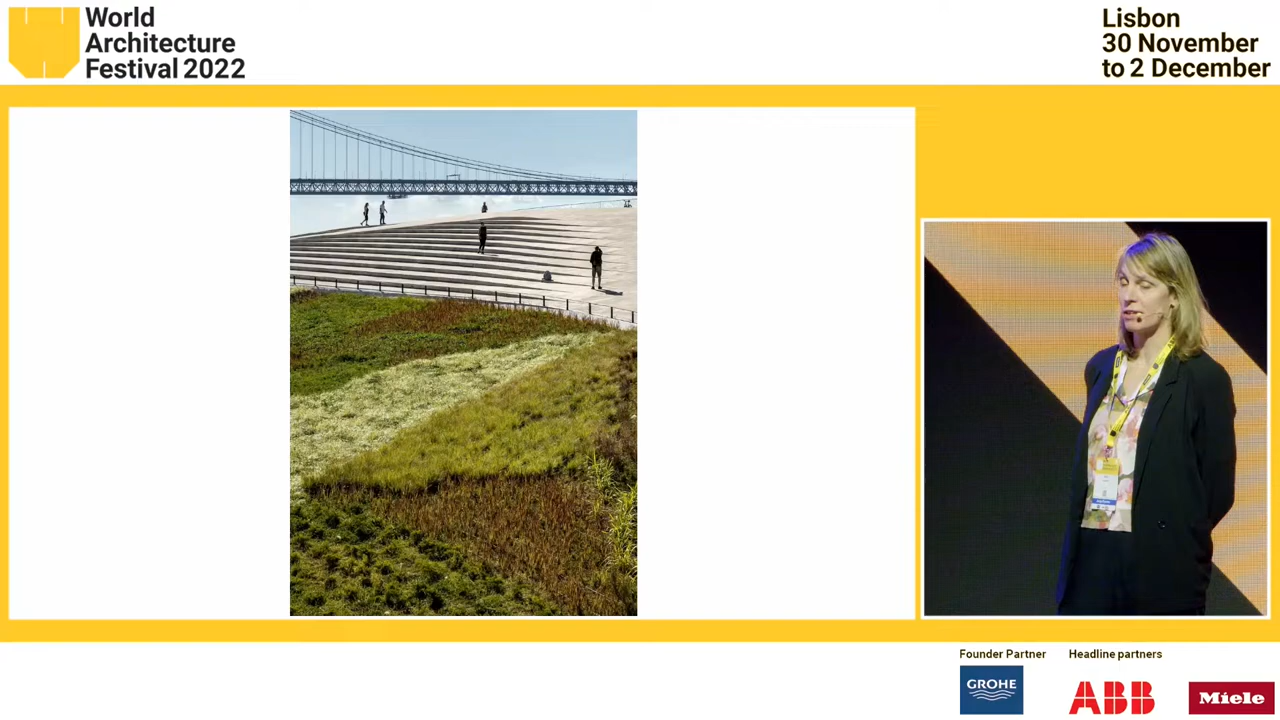 World
Architecture
Festival 2022
Lisbon
30 November
to 2 December
Founder Partner
Headline partners
GROHE
ABB
Miele